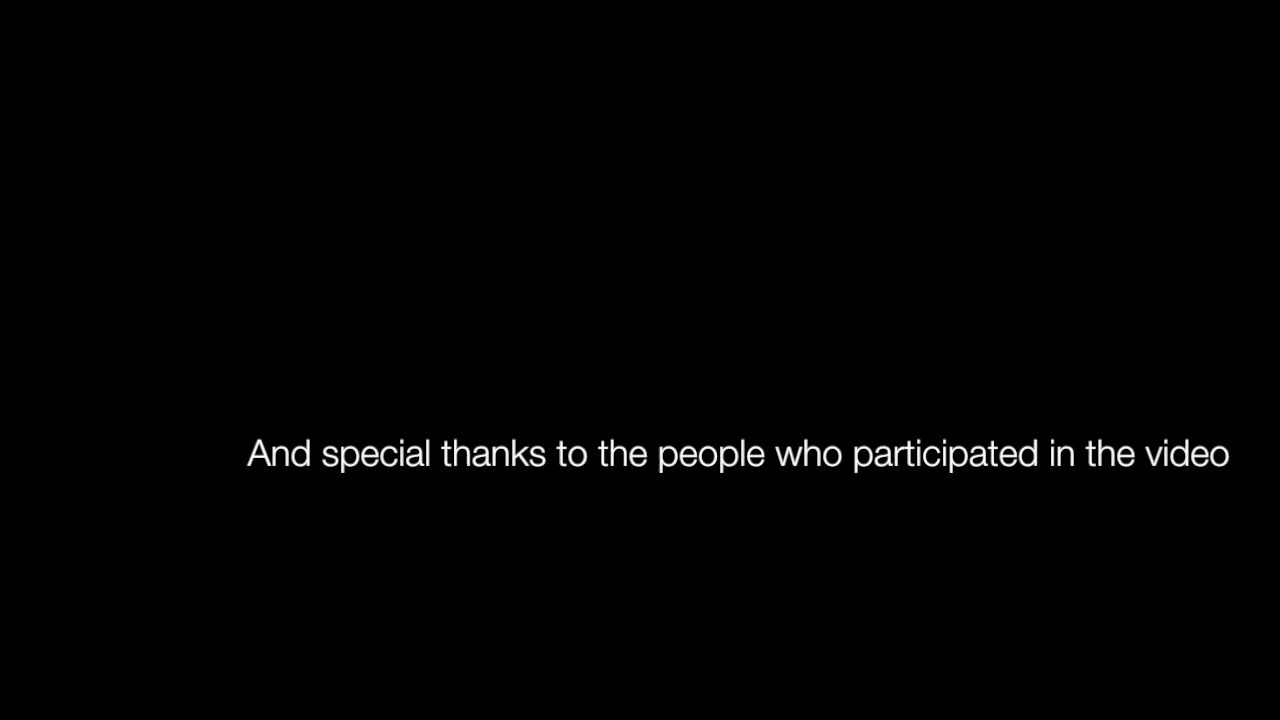 And special thanks to the people who participated in the video